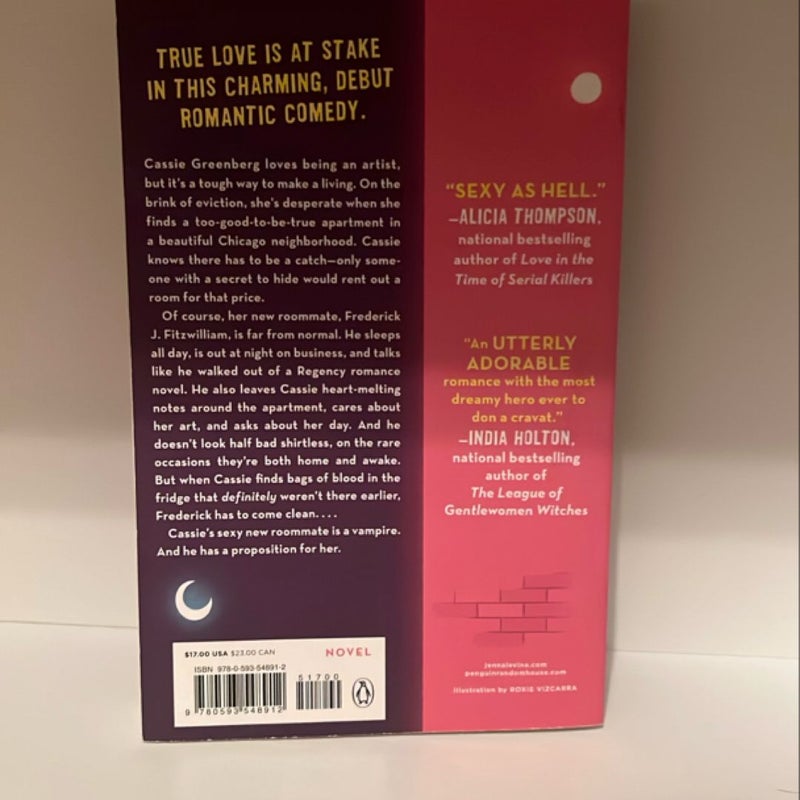 TRUE LOVE IS AT STAKE
IN THIS CHARMING, DEBUT
ROMANTIC COMEDY.
Cassie Greenberg loves being an artist,
but it's a tough way to make a living. On the
brink of eviction, she's desperate when she
finds a too-good-to-be-true apartment in
a beautiful Chicago neighborhood. Cassie
knows there has to be a catch—only some-
one with a secret to hide would rent out a
room for that price.
Of course, her new roommate, Frederick
J. Fitzwilliam, is far from normal. He sleeps
all day, is out at night on business, and talks
like he walked out of a Regency romance
novel. He also leaves Cassie heart-melting
notes around the apartment, cares about
her art, and asks about her day. And he
doesn't look half bad shirtless, on the rare
occasions they're both home and awake.
But when Cassie finds bags of blood in the
fridge that definitely weren't there earlier,
Frederick has to come clean....
Cassie's sexy new roommate is a vampire.
And he has a proposition for her.
$17.00 USA $23.00 CAN
NOVEL
ISBN 978-0-593-54891-2
51700
9 780593 548912
"SEXY AS HELL."
—ALICIA THOMPSON,
national bestselling
author of Love in the
Time of Serial Killers
"An UTTERLY
ADORABLE
romance with the most
dreamy hero ever to
don a cravat."
—INDIA HOLTON,
national bestselling
author of
The League of
Gentlewomen Witches
jennalevine.com
penguinrandomhouse.com
Illustration by ROXIE VIZCARRA